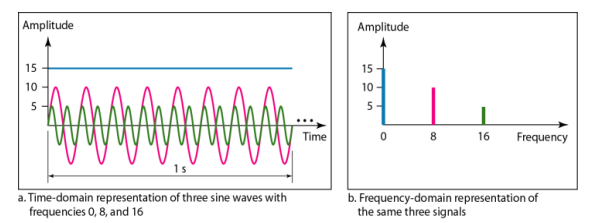 Amplitude
15
10
5
Time
1 s
a. Time-domain representation of three sine waves with
frequencies 0, 8, and 16
Amplitude
15
10
5
0 8 16 Frequency
b. Frequency-domain representation of
the same three signals